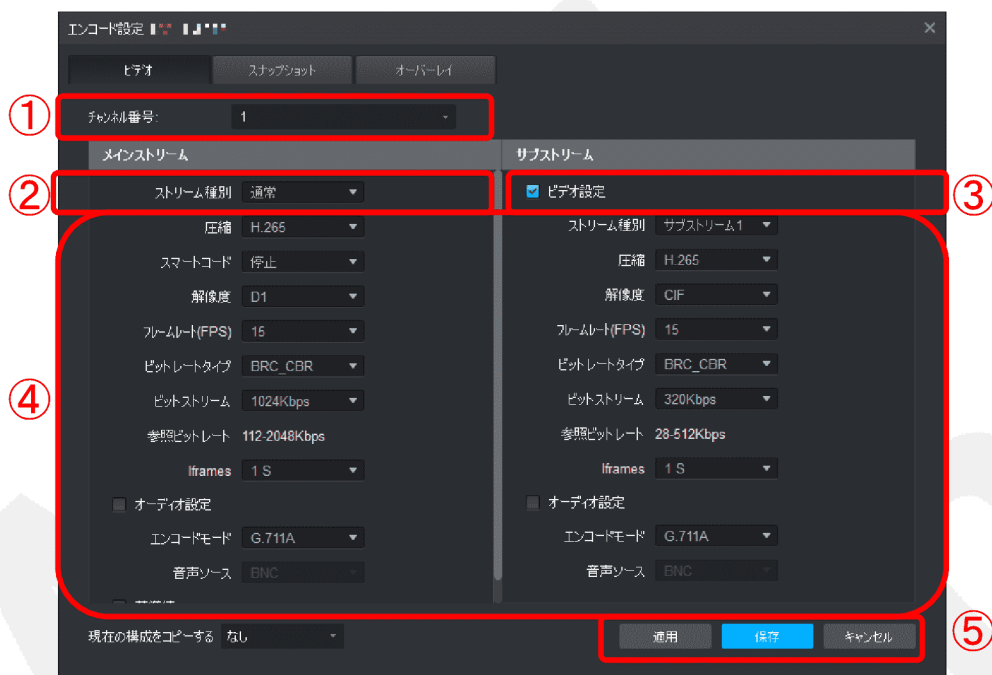 エンコード設定
ビデオ スナップショット オーバーレイ
① チャンネル番号: 1
メインストリーム サブストリーム
② ストリーム種別 通常
③ ビデオ設定
④
圧縮 H.265
スマートコード 停止
解像度 D1
フレームレート(FPS) 15
ビットレートタイプ BRC_CBR
ビットストリーム 1024Kbps
参照ビットレート 112-2048Kbps
Iframes 1 S
オーディオ設定
エンコードモード G.711A
音声ソース BNC
ストリーム種別 サブストリーム1
圧縮 H.265
解像度 CIF
フレームレート(FPS) 15
ビットレートタイプ BRC_CBR
ビットストリーム 320Kbps
参照ビットレート 28-512Kbps
Iframes 1 S
オーディオ設定
エンコードモード G.711A
音声ソース BNC
現在の構成をコピーする なし
適用 保存 キャンセル ⑤